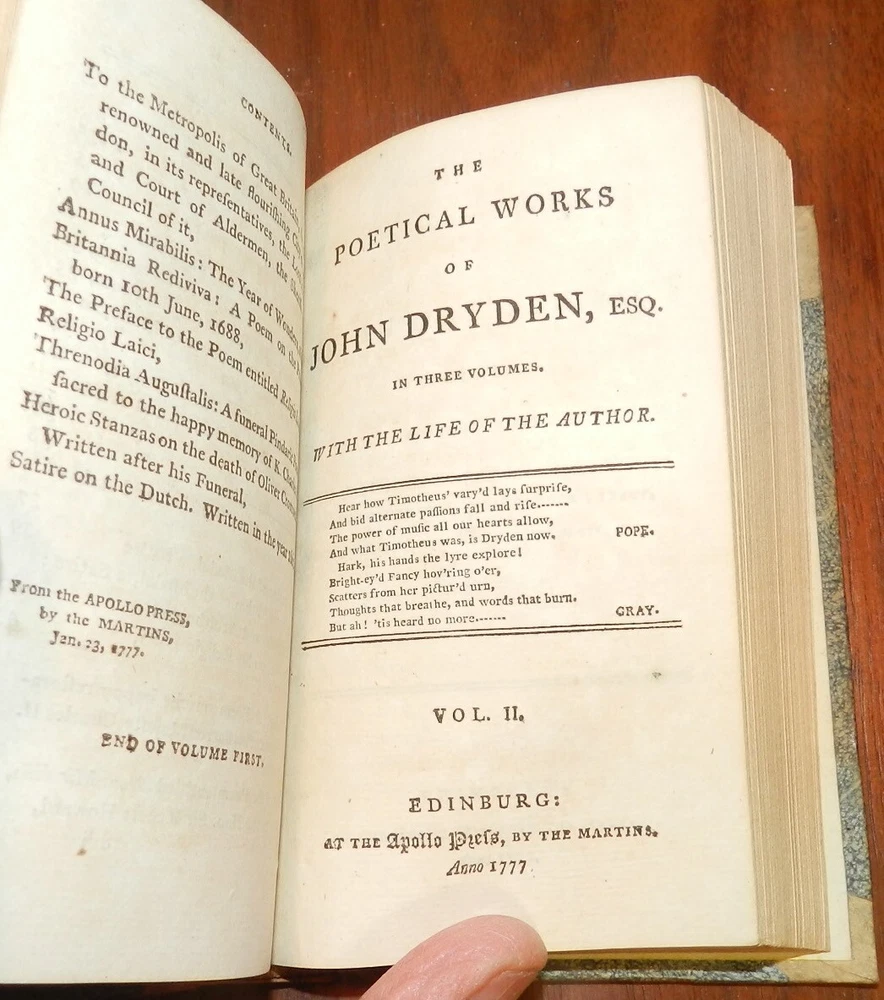 CONTENTS.
To the Metropolis of Great Britain
renowned and late flouriſhing
don, in its repreſentatives, the
and Court of Aldermen, the
Council of it,
Annus Mirabilis: The Year of
Britannia Rediviva: A Poem on the
born 10th June, 1688,
The Preface to the Poem entitled
Religio Laici,
Threnodia Auguſtalis: A funeral
ſacred to the happy memory of K.
Heroic Stanzas on the death of Oliver
Written after his Funeral,
Satire on the Dutch. Written in the year
From the APOLLO PRESS,
by the MARTINS,
Jan. 23, 1777.
END OF VOLUME FIRST.
THE
POETICAL WORKS
OF
JOHN DRYDEN, ESQ.
IN THREE VOLUMES.
WITH THE LIFE OF THE AUTHOR.
Hear how Timotheus' vary'd lays ſurpriſe,
And bid alternate paſſions fall and riſe.------
The power of muſic all our hearts allow,
And what Timotheus was, is Dryden now. POPE.
Hark, his hands the lyre explore!
Bright-ey'd Fancy hov'ring o'er,
Scatters from her pictur'd urn,
Thoughts that breathe, and words that burn.
But ah! 'tis heard no more------- GRAY.
VOL. II.
EDINBURG:
AT THE Apollo Preſs, BY THE MARTINS.
Anno 1777